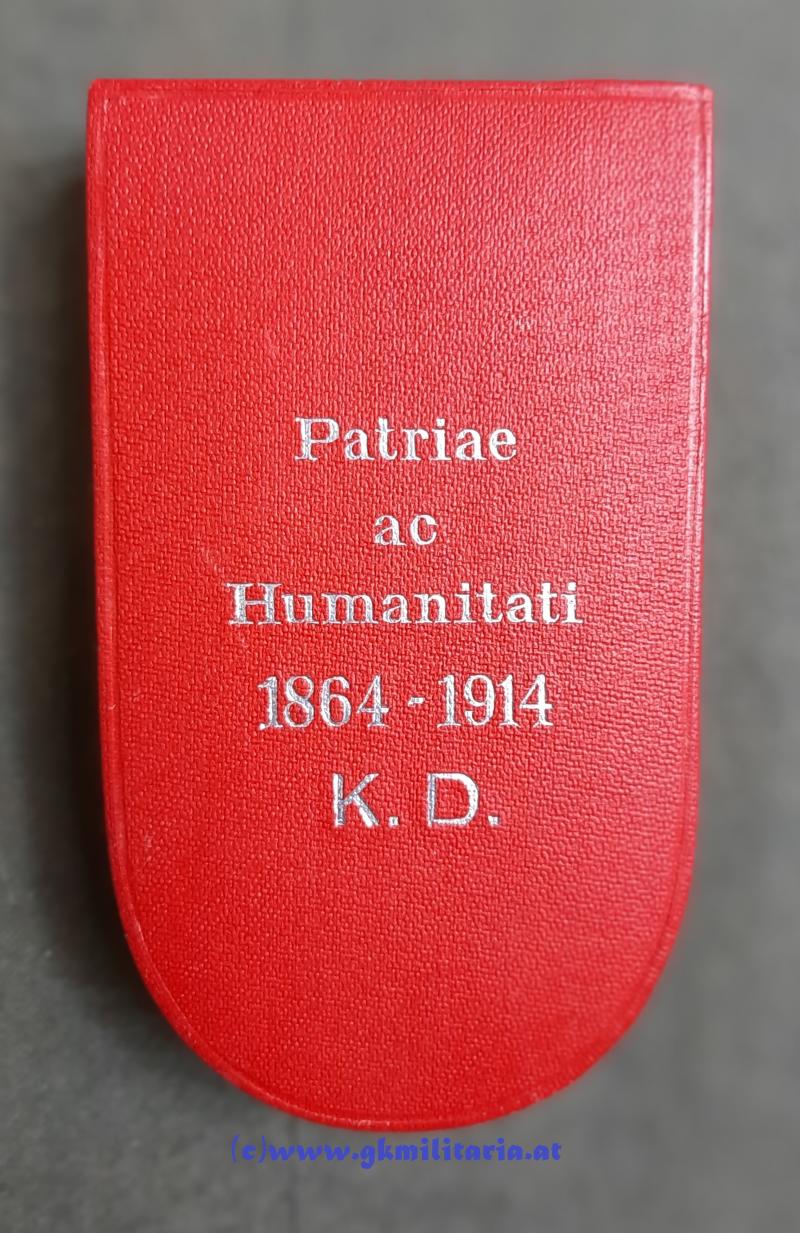 Patriae
ac
Humanitati
1864-1914
K. D.
(c)www.gkmilitaria.at